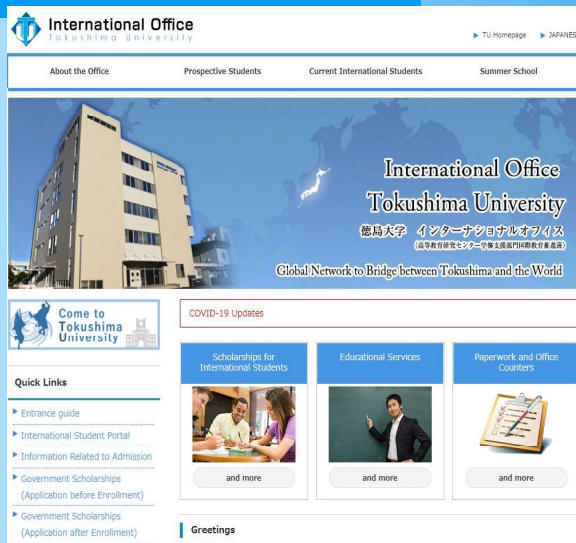 International Office
Tokushima University
TU Homepage
JAPANES
About the Office
Prospective Students
Current International Students
Summer School
International Office
Tokushima University
徳島大学 インターナショナルオフィス
(高等教育研究センター学修支援部門国際教育推進班)
Global Network to Bridge between Tokushima and the World
Come to
Tokushima
University
COVID-19 Updates
Scholarships for
International Students
and more
Educational Services
and more
Paperwork and Office
Counters
and more
Quick Links
Entrance guide
International Student Portal
Information Related to Admission
Government Scholarships
(Application before Enrollment)
Government Scholarships
(Application after Enrollment)
Greetings